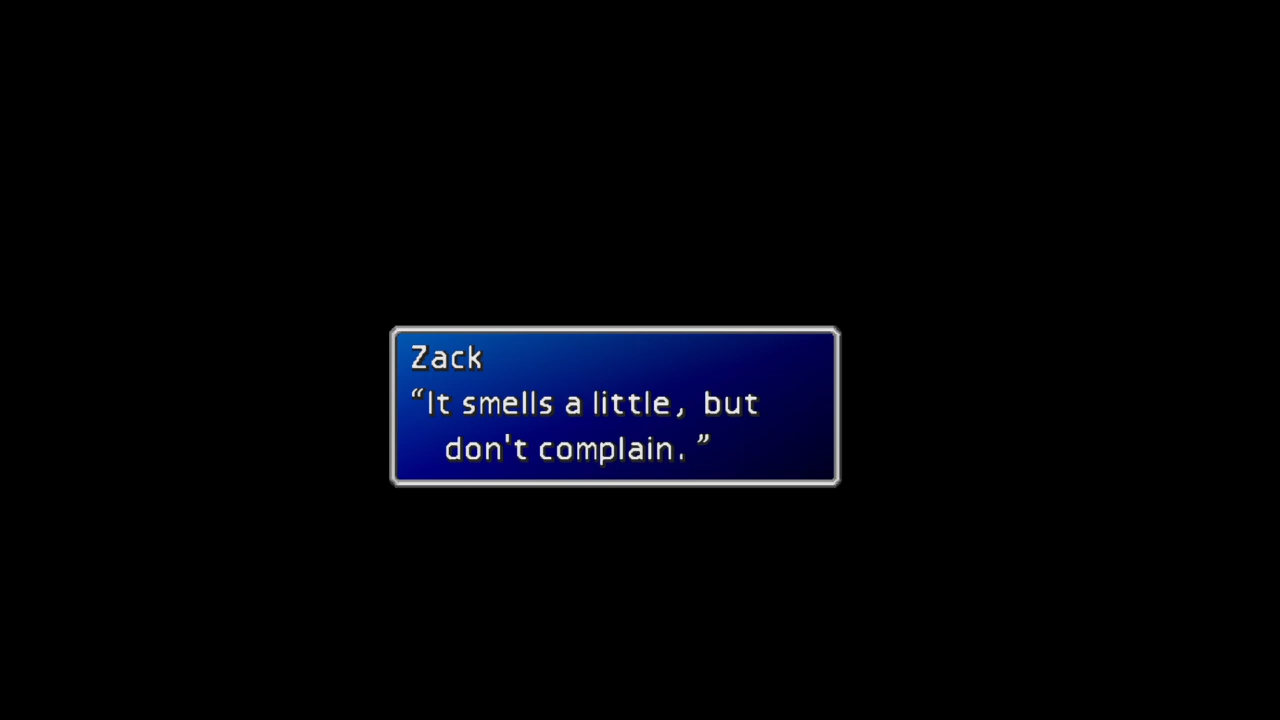 Zack
“It smells a little, but
don't complain.”